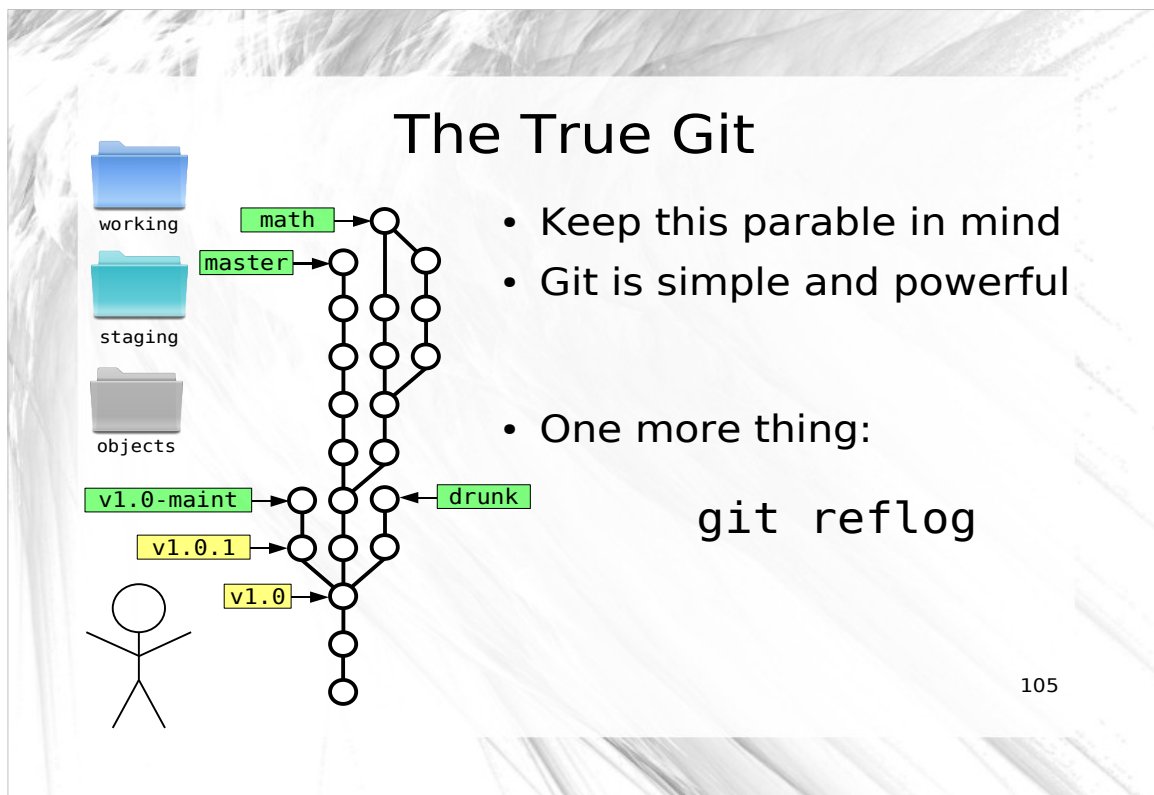 The True Git
working
staging
objects
math
master
v1.0-maint
drunk
v1.0.1
v1.0
• Keep this parable in mind
• Git is simple and powerful
• One more thing:
git reflog
105